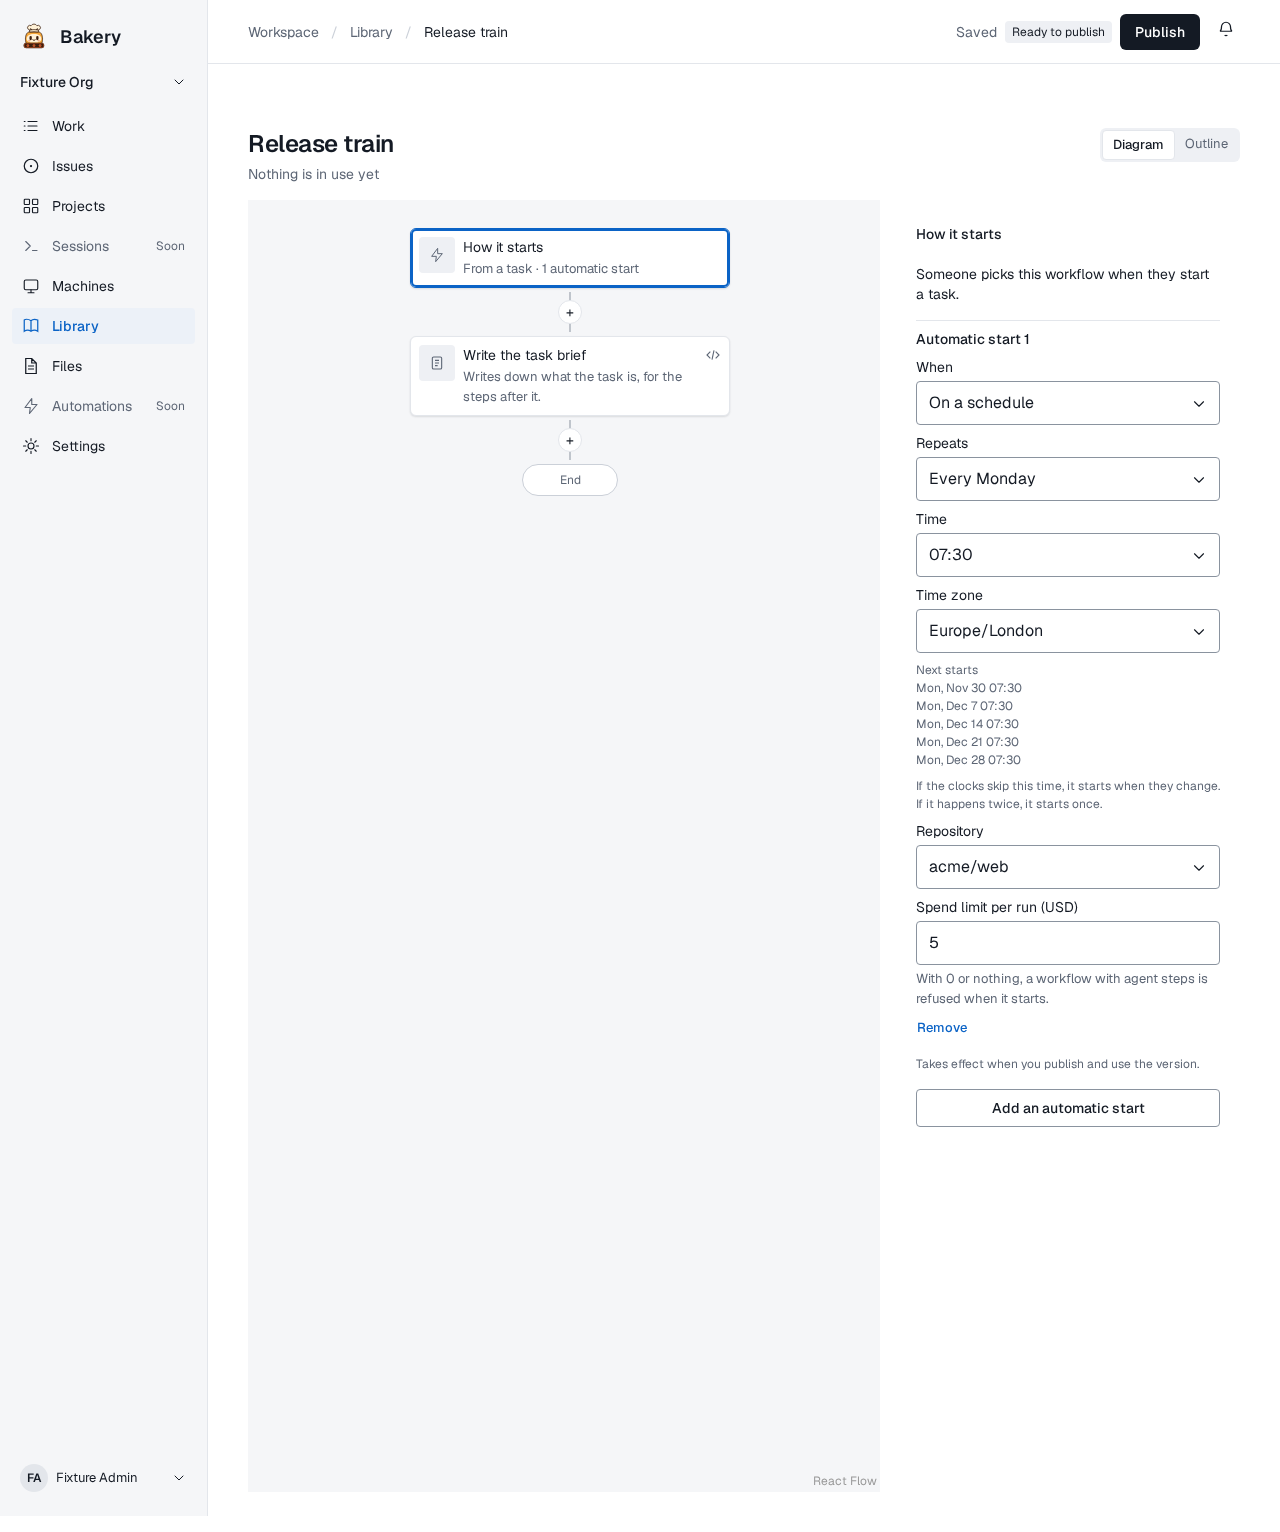 Bakery
Fixture Org
Work
Issues
Projects
Sessions Soon
Machines
Library
Files
Automations Soon
Settings
FA Fixture Admin
Workspace / Library / Release train
Saved Ready to publish Publish
Release train
Nothing is in use yet
Diagram Outline
How it starts
From a task · 1 automatic start
+
Write the task brief
Writes down what the task is, for the
steps after it.
+
End
React Flow
How it starts
Someone picks this workflow when they start
a task.
Automatic start 1
When
On a schedule
Repeats
Every Monday
Time
07:30
Time zone
Europe/London
Next starts
Mon, Nov 30 07:30
Mon, Dec 7 07:30
Mon, Dec 14 07:30
Mon, Dec 21 07:30
Mon, Dec 28 07:30
If the clocks skip this time, it starts when they change.
If it happens twice, it starts once.
Repository
acme/web
Spend limit per run (USD)
5
With 0 or nothing, a workflow with agent steps is
refused when it starts.
Remove
Takes effect when you publish and use the version.
Add an automatic start